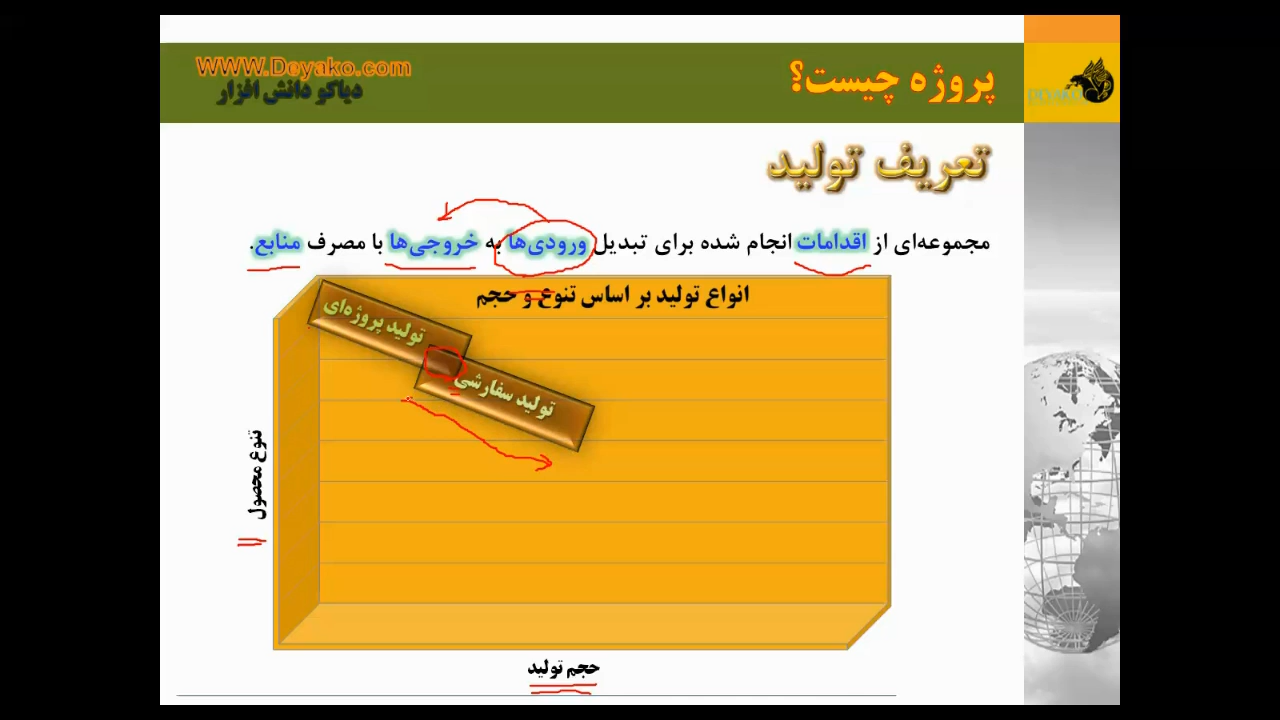 WWW.Deyako.com
دیاکو دانش افزار
پروژه چیست؟
DEYAKO
تعریف تولید
مجموعه‌ای از اقدامات انجام شده برای تبدیل ورودی‌ها به خروجی‌ها با مصرف منابع.
انواع تولید بر اساس تنوع و حجم
تولید پروژه‌ای
تولید سفارشی
تنوع محصول
حجم تولید